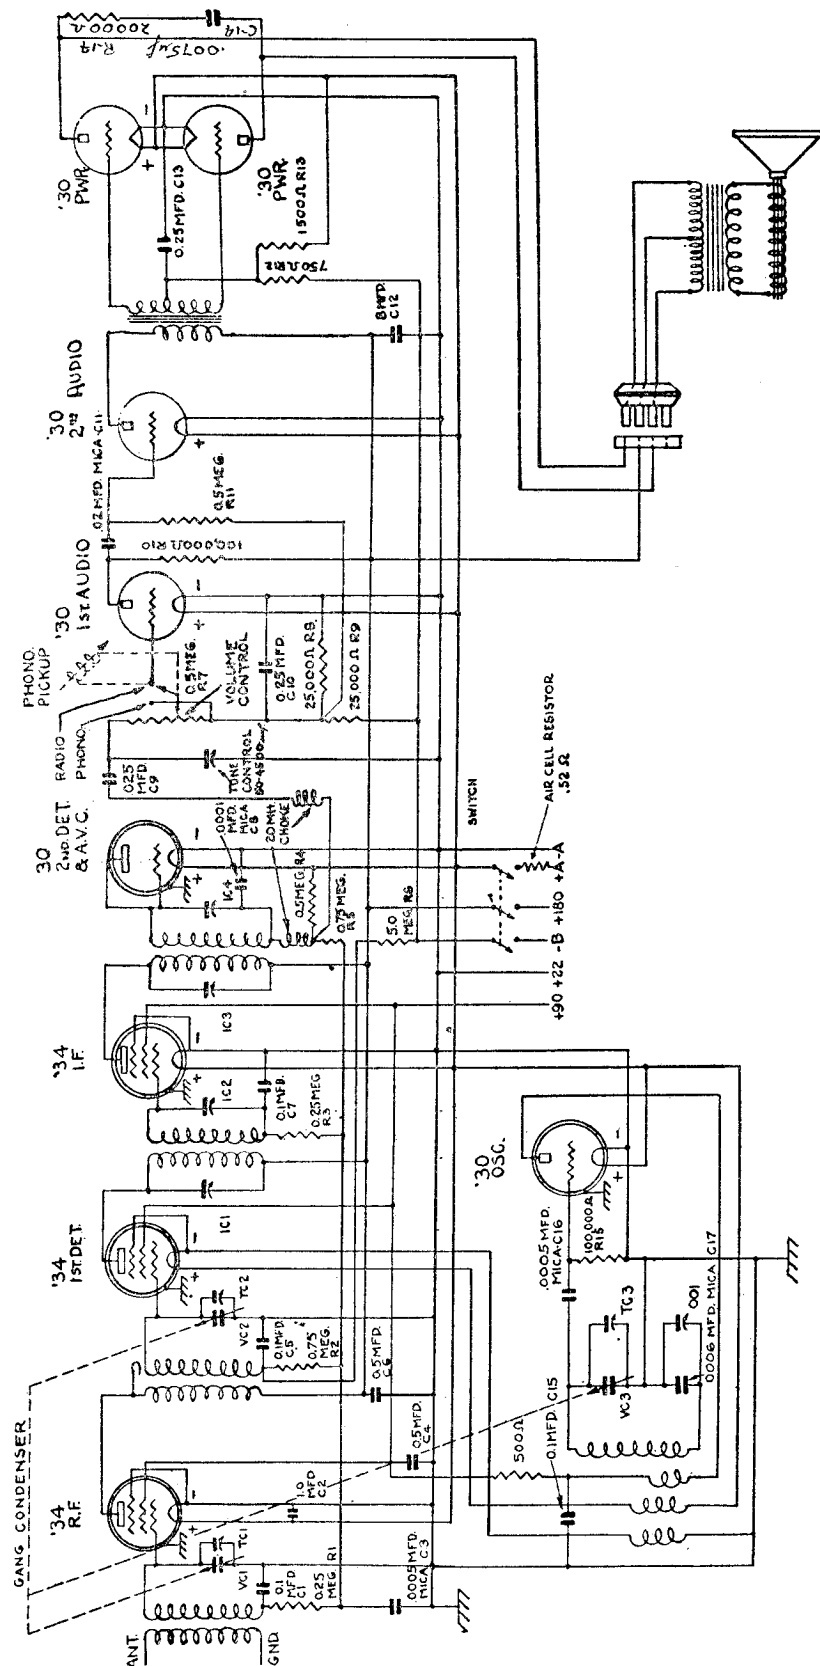 20000Ω
R.14
C-14
.0075µf
'30
PWR.
'30
PWR
0.25 MFD. C13
1500Ω R13
750Ω R12
8 MFD.
C12
'30
2ND AUDIO
.02 MFD. MICA-C11
0.5 MEG.
R11
100,000Ω R10
'30
1ST AUDIO
PHONO.
PICKUP
RADIO
PHONO.
0.5 MEG.
R7
VOLUME
CONTROL
0.25 MFD.
C10
25,000Ω R8
25,000 Ω R9
.025
MFD.
C9
TONE
CONTROL
30
2ND. DET.
& A.V.C.
.0001
MFD.
MICA
C8
20 MH.
CHOKE
IC4
0.5 MEG. R4
0.75 MEG.
R5
5.0
MEG. R6
SWITCH
AIR CELL RESISTOR
.52 Ω
+90 +22 -B +180 +A -A
'34
I.F.
IC3
IC2
0.1 MFD.
C7
0.25 MEG.
R3
'34
1ST. DET.
IC1
TC2
VC2
0.1 MFD.
C5
0.75
MEG.
R2
0.5 MFD.
C6
GANG CONDENSER
'34
R.F.
1.0
MFD
C2
0.5 MFD.
C4
TC1
VC1
0.1
MFD
C1
0.25
MEG. R1
.0005 MFD.
MICA C3
ANT.
GND.
'30
OSC.
.0005 MFD.
MICA-C16
100,000Ω
R15
TC3
VC3
.001
.0006 MFD. MICA C17
500Ω
0.1 MFD. C15
+
-